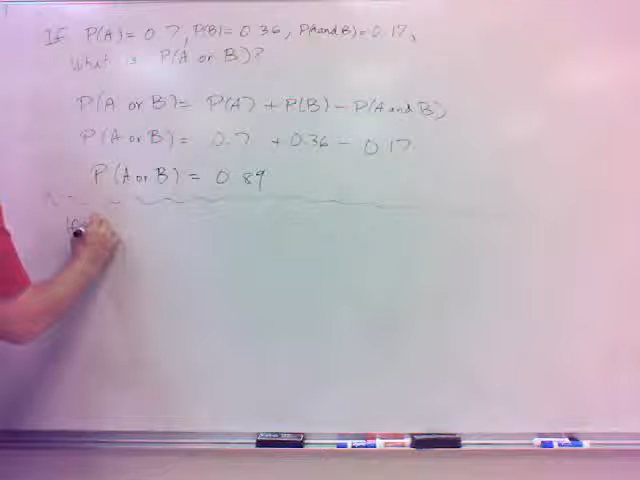 If P(A)= 0.7, P(B)= 0.36, P(A and B)= 0.17,
What is P(A or B)?
P(A or B)= P(A) + P(B) - P(A and B)
P(A or B) = 0.7 + 0.36 - 0.17
P(A or B) = 0.89
If